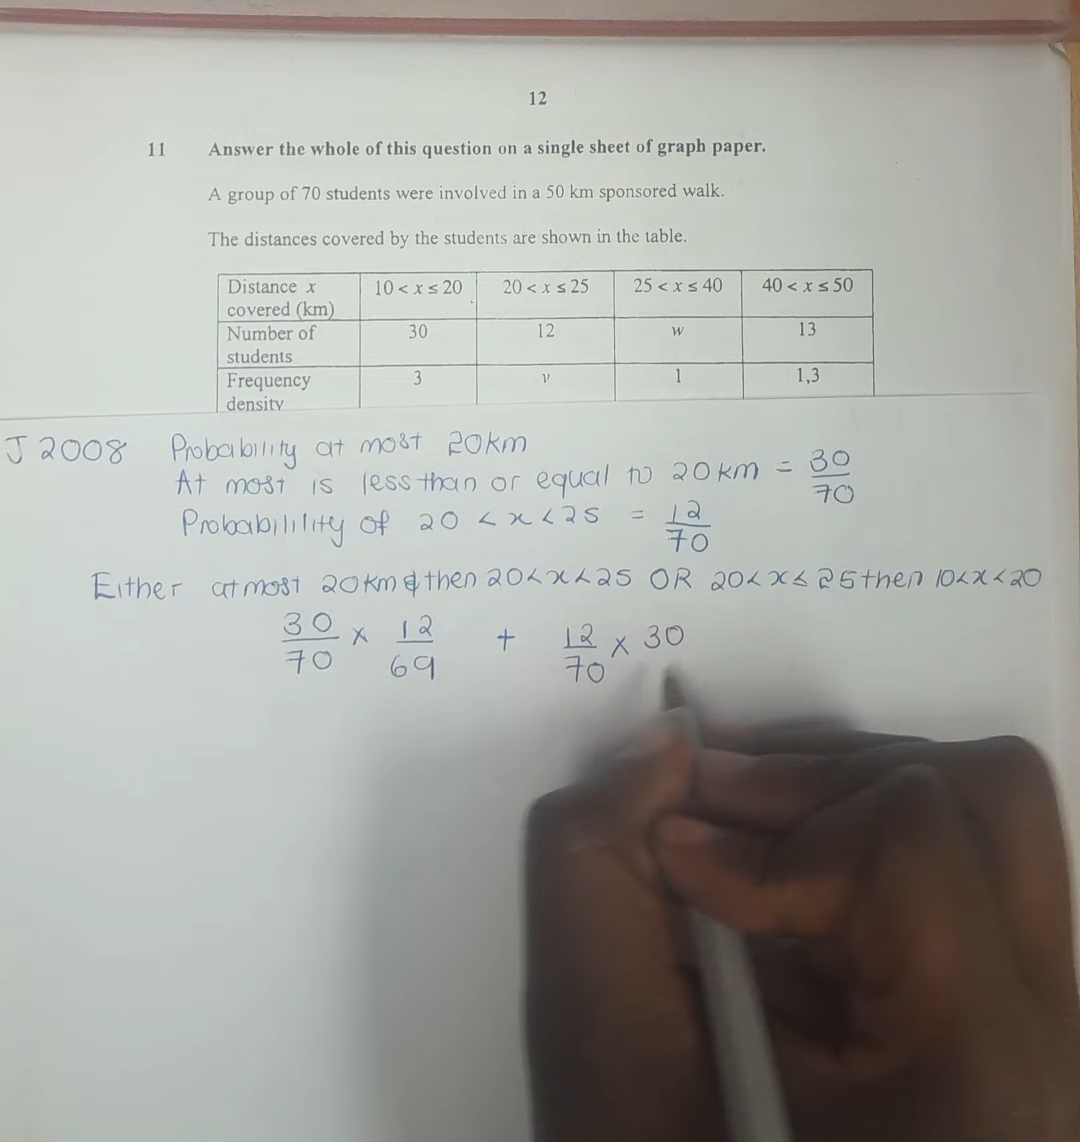 12
11 Answer the whole of this question on a single sheet of graph paper.
A group of 70 students were involved in a 50 km sponsored walk.
The distances covered by the students are shown in the table.
Distance x covered (km) 10 < x ≤ 20 20 < x ≤ 25 25 < x ≤ 40 40 < x ≤ 50
Number of students 30 12 w 13
Frequency density 3 v 1 1,3
J 2008 Probability at most 20km
At most is less than or equal to 20km = 30/70
Probabilility of 20 < x < 25 = 12/70
Either at most 20km & then 20<x<25 OR 20<x≤25 then 10<x<20
30/70 x 12/69 + 12/70 x 30